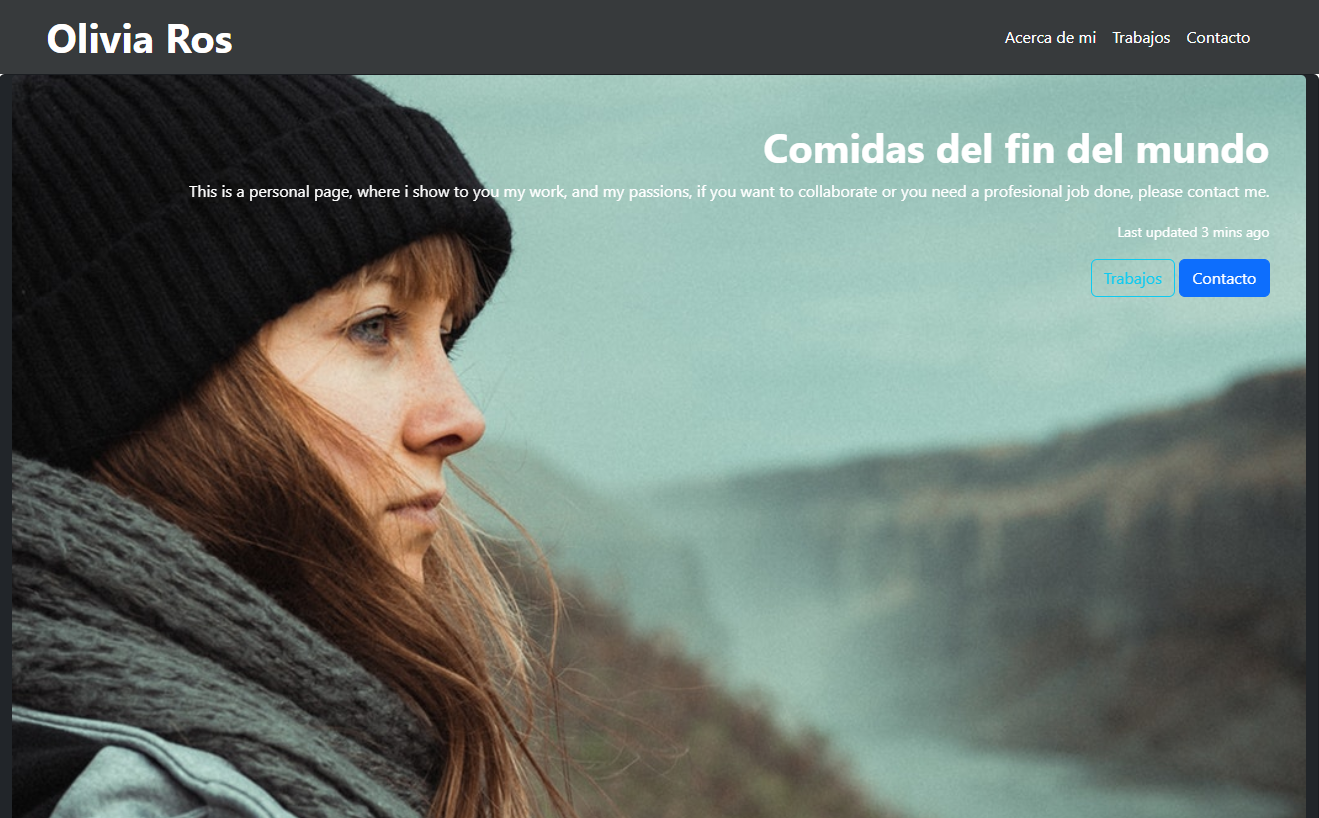 Olivia Ros
Acerca de mi Trabajos Contacto
Comidas del fin del mundo
This is a personal page, where i show to you my work, and my passions, if you want to collaborate or you need a profesional job done, please contact me.
Last updated 3 mins ago
Trabajos Contacto